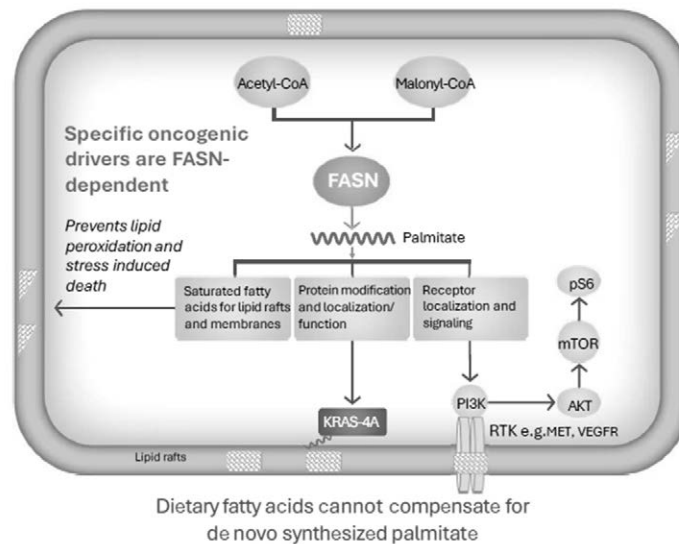 Acetyl-CoA
Malonyl-CoA
Specific oncogenic
drivers are FASN-
dependent
FASN
Prevents lipid
peroxidation and
stress induced
death
Palmitate
Saturated fatty
acids for lipid rafts
and membranes
Protein modification
and localization/
function
Receptor
localization and
signaling
pS6
mTOR
KRAS-4A
PI3K
AKT
RTK e.g.MET, VEGFR
Lipid rafts
Dietary fatty acids cannot compensate for
de novo synthesized palmitate